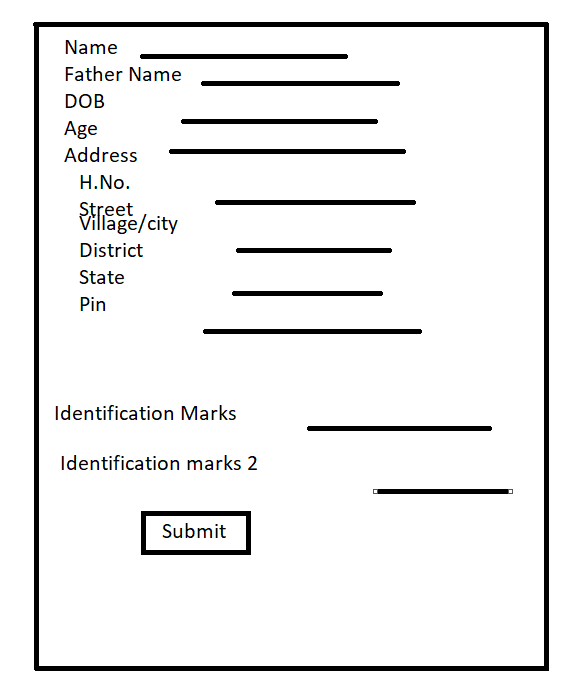 Name
Father Name
DOB
Age
Address
H.No.
Street
Village/city
District
State
Pin
Identification Marks
Identification marks 2
Submit